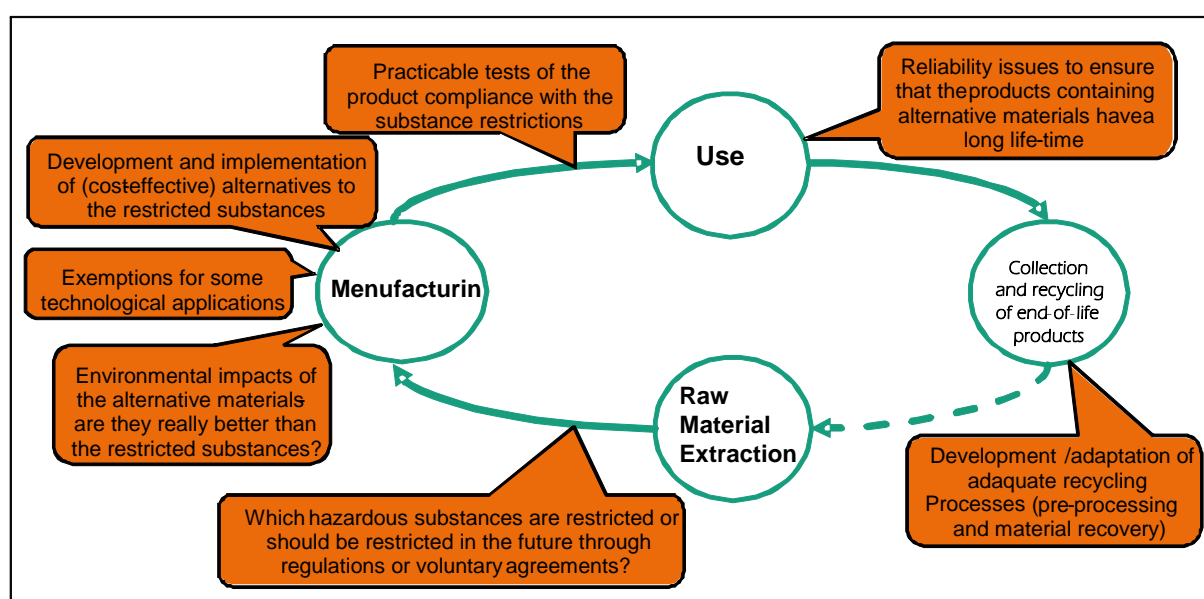 Practicable tests of the
product compliance with the
substance restrictions
Reliability issues to ensure
that theproducts containing
alternative materials havea
long life-time
Use
Development and implementation
of (costeffective) alternatives to
the restricted substances
Exemptions for some
technological applications
Menufacturin
Collection
and recycling
of end-of-life
products
Environmental impacts of
the alternative materials-
are they really better than
the restricted substances?
Raw
Material
Extraction
Development /adaptation of
adaquate recycling
Processes (pre-processing
and material recovery)
Which hazardous substances are restricted or
should be restricted in the future through
regulations or voluntary agreements?